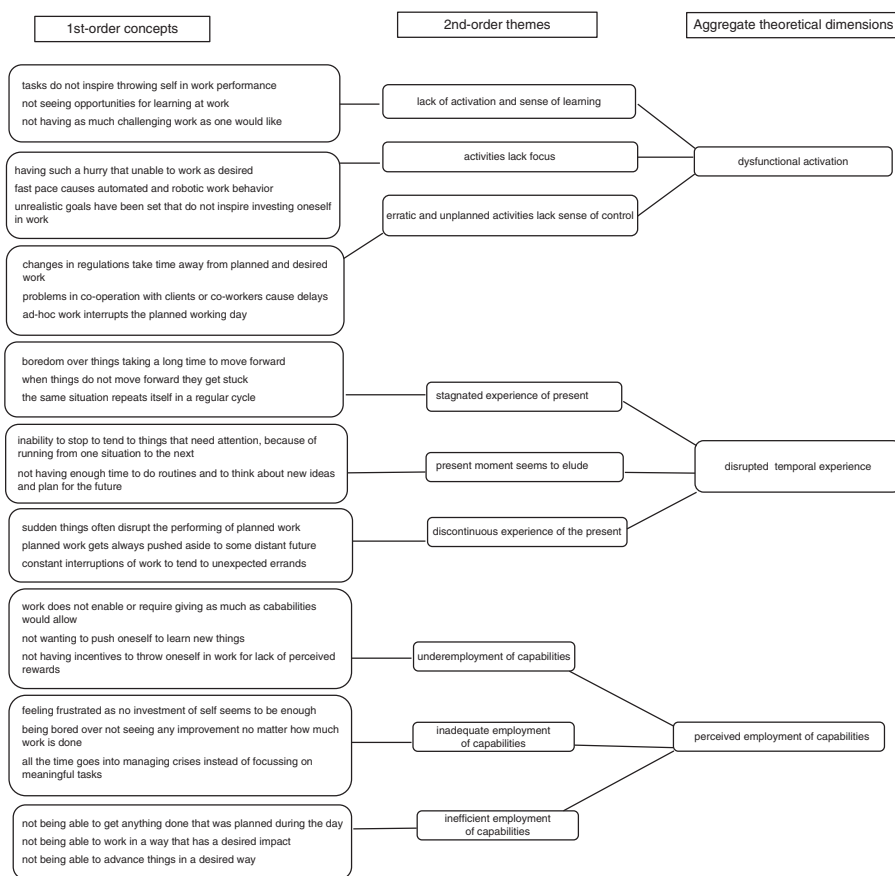 1st-order concepts
2nd-order themes
Aggregate theoretical dimensions
tasks do not inspire throwing self in work performance
not seeing opportunities for learning at work
not having as much challenging work as one would like
lack of activation and sense of learning
having such a hurry that unable to work as desired
fast pace causes automated and robotic work behavior
unrealistic goals have been set that do not inspire investing oneself
in work
activities lack focus
erratic and unplanned activities lack sense of control
dysfunctional activation
changes in regulations take time away from planned and desired
work
problems in co-operation with clients or co-workers cause delays
ad-hoc work interrupts the planned working day
boredom over things taking a long time to move forward
when things do not move forward they get stuck
the same situation repeats itself in a regular cycle
stagnated experience of present
inability to stop to tend to things that need attention, because of
running from one situation to the next
not having enough time to do routines and to think about new ideas
and plan for the future
present moment seems to elude
disrupted temporal experience
sudden things often disrupt the performing of planned work
planned work gets always pushed aside to some distant future
constant interruptions of work to tend to unexpected errands
discontinuous experience of the present
work does not enable or require giving as much as cababilities
would allow
not wanting to push oneself to learn new things
not having incentives to throw oneself in work for lack of perceived
rewards
underemployment of capabilities
feeling frustrated as no investment of self seems to be enough
being bored over not seeing any improvement no matter how much
work is done
all the time goes into managing crises instead of focussing on
meaningful tasks
inadequate employment
of capabilities
perceived employment of capabilities
not being able to get anything done that was planned during the day
not being able to work in a way that has a desired impact
not being able to advance things in a desired way
inefficient employment
of capabilities